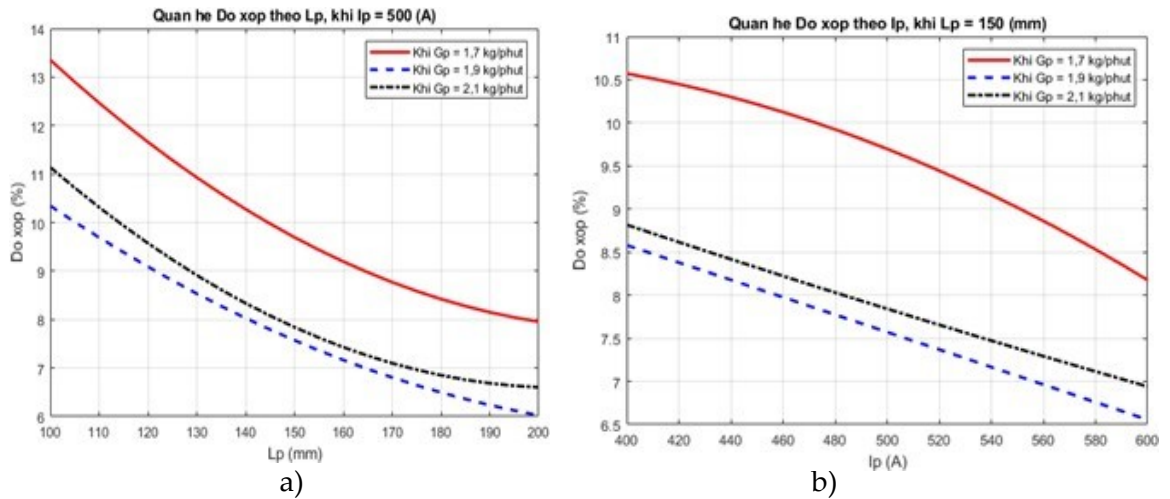 Quan he Do xop theo Lp, khi Ip = 500 (A)
14
13
12
11
10
9
8
7
6
Do xop (%)
Khi Gp = 1,7 kg/phut
Khi Gp = 1,9 kg/phut
Khi Gp = 2,1 kg/phut
100 110 120 130 140 150 160 170 180 190 200
Lp (mm)
a)
Quan he Do xop theo Ip, khi Lp = 150 (mm)
11
10.5
10
9.5
9
8.5
8
7.5
7
6.5
Do xop (%)
Khi Gp = 1,7 kg/phut
Khi Gp = 1,9 kg/phut
Khi Gp = 2,1 kg/phut
400 420 440 460 480 500 520 540 560 580 600
Ip (A)
b)